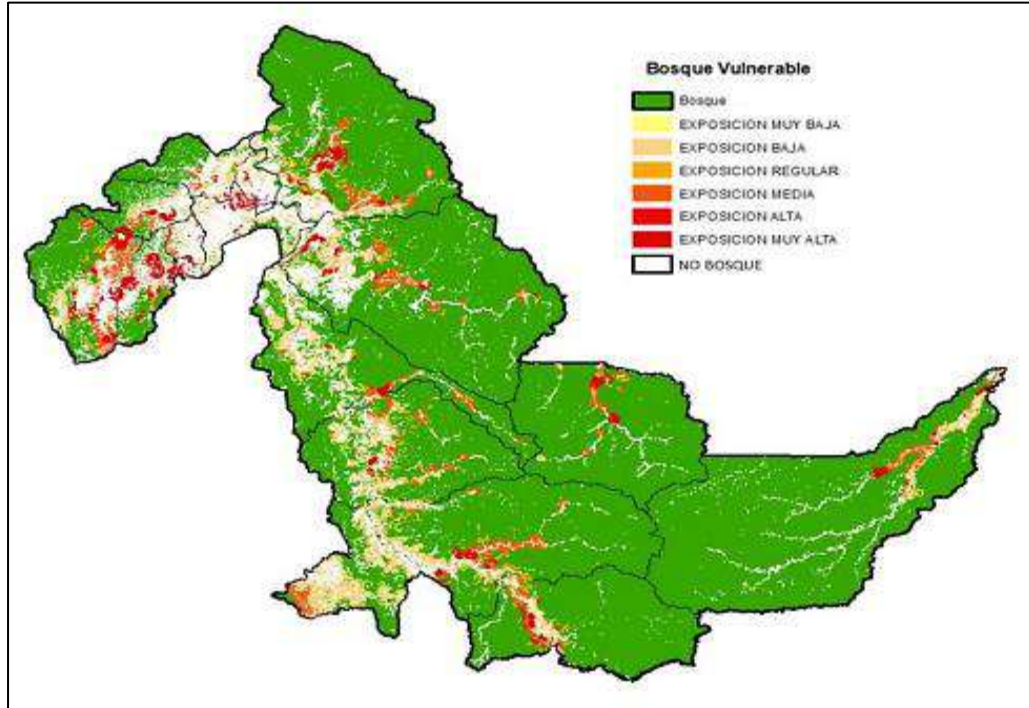 Bosque Vulnerable
Bosque
EXPOSICION MUY BAJA
EXPOSICION BAJA
EXPOSICION REGULAR
EXPOSICION MEDIA
EXPOSICION ALTA
EXPOSICION MUY ALTA
NO BOSQUE